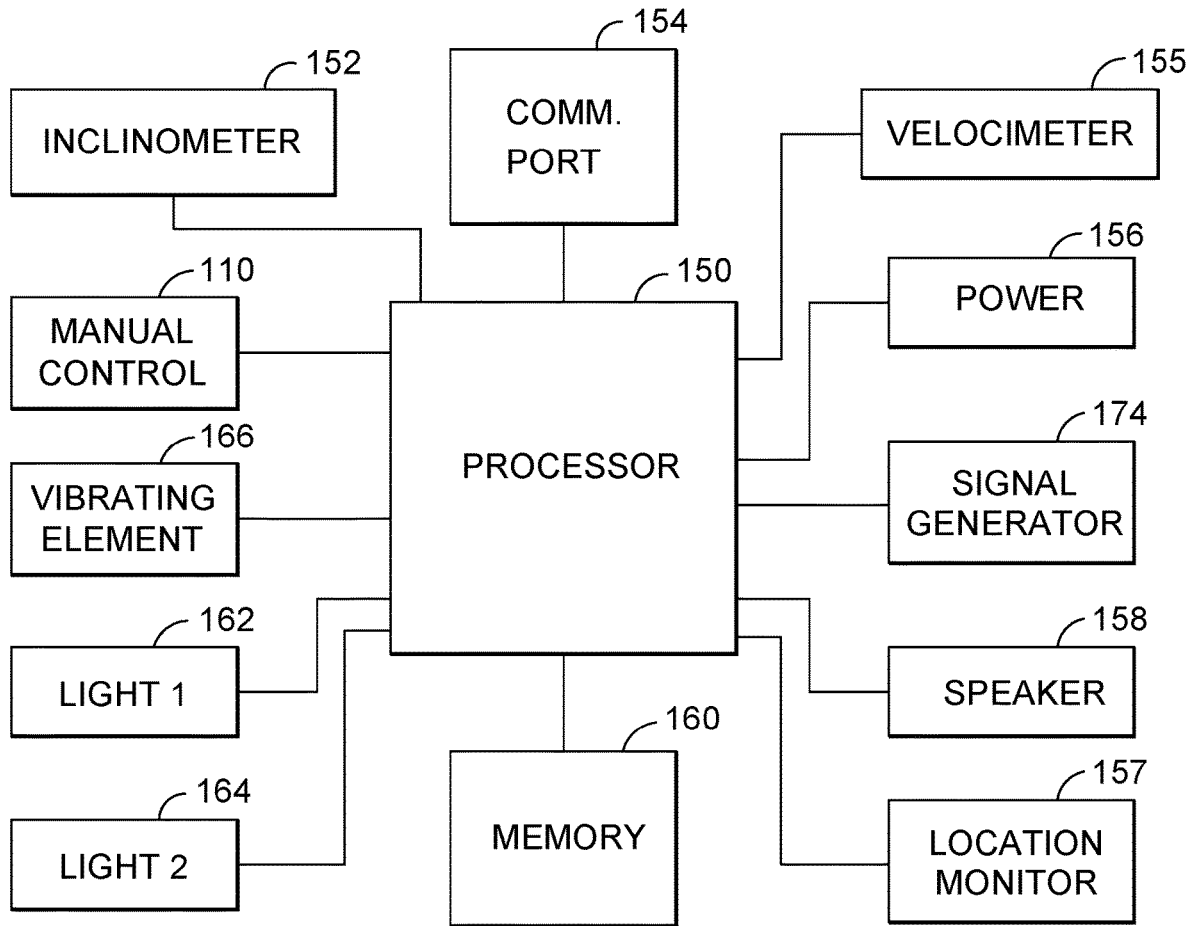 154
152
155
COMM.
PORT
INCLINOMETER
VELOCIMETER
110
150
156
MANUAL
CONTROL
POWER
166
174
VIBRATING
ELEMENT
PROCESSOR
SIGNAL
GENERATOR
162
158
LIGHT 1
SPEAKER
160
164
157
LIGHT 2
MEMORY
LOCATION
MONITOR